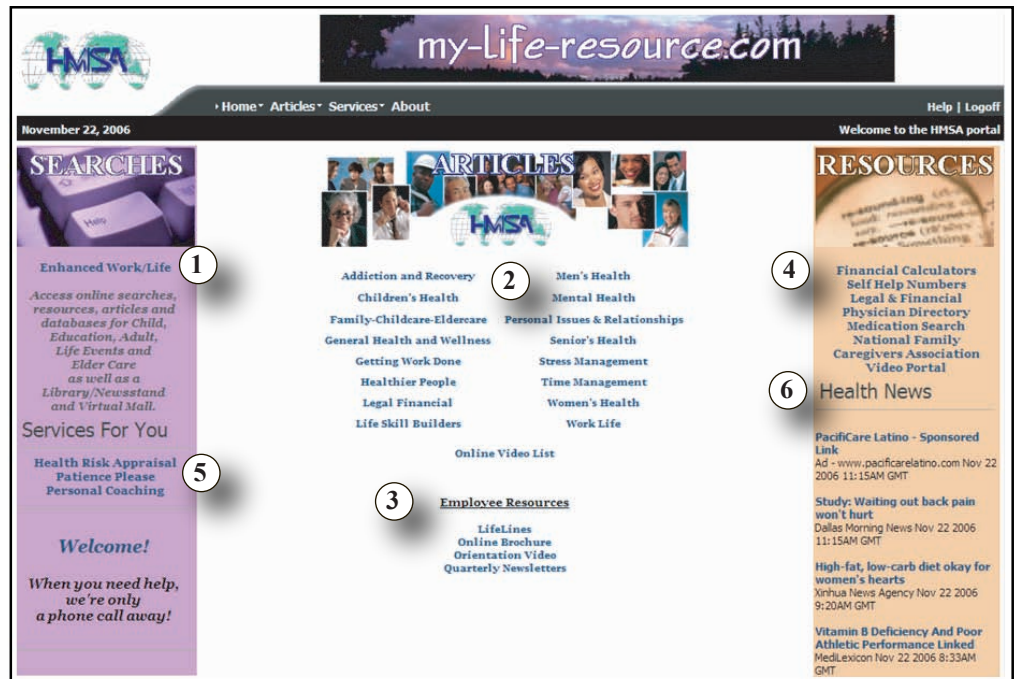 HMSA
my-life-resource.com
Home Articles Services About
Help | Logoff
November 22, 2006
Welcome to the HMSA portal
SEARCHES
Help
1
Enhanced Work/Life
Access online searches,
resources, articles and
databases for Child,
Education, Adult,
Life Events and
Elder Care
as well as a
Library/Newsstand
and Virtual Mall.
Services For You
5
Health Risk Appraisal
Patience Please
Personal Coaching
Welcome!
When you need help,
we're only
a phone call away!
ARTICLES
HMSA
2
Addiction and Recovery
Children's Health
Family-Childcare-Eldercare
General Health and Wellness
Getting Work Done
Healthier People
Legal Financial
Life Skill Builders
Men's Health
Mental Health
Personal Issues & Relationships
Senior's Health
Stress Management
Time Management
Women's Health
Work Life
Online Video List
3
Employee Resources
LifeLines
Online Brochure
Orientation Video
Quarterly Newsletters
RESOURCES
4
Financial Calculators
Self Help Numbers
Legal & Financial
Physician Directory
Medication Search
National Family
Caregivers Association
Video Portal
6
Health News
PacifiCare Latino - Sponsored
Link
Ad - www.pacificarelatino.com Nov 22
2006 11:15AM GMT
Study: Waiting out back pain
won't hurt
Dallas Morning News Nov 22 2006
11:15AM GMT
High-fat, low-carb diet okay for
women's hearts
Xinhua News Agency Nov 22 2006
9:20AM GMT
Vitamin B Deficiency And Poor
Athletic Performance Linked
MediLexicon Nov 22 2006 8:33AM
GMT